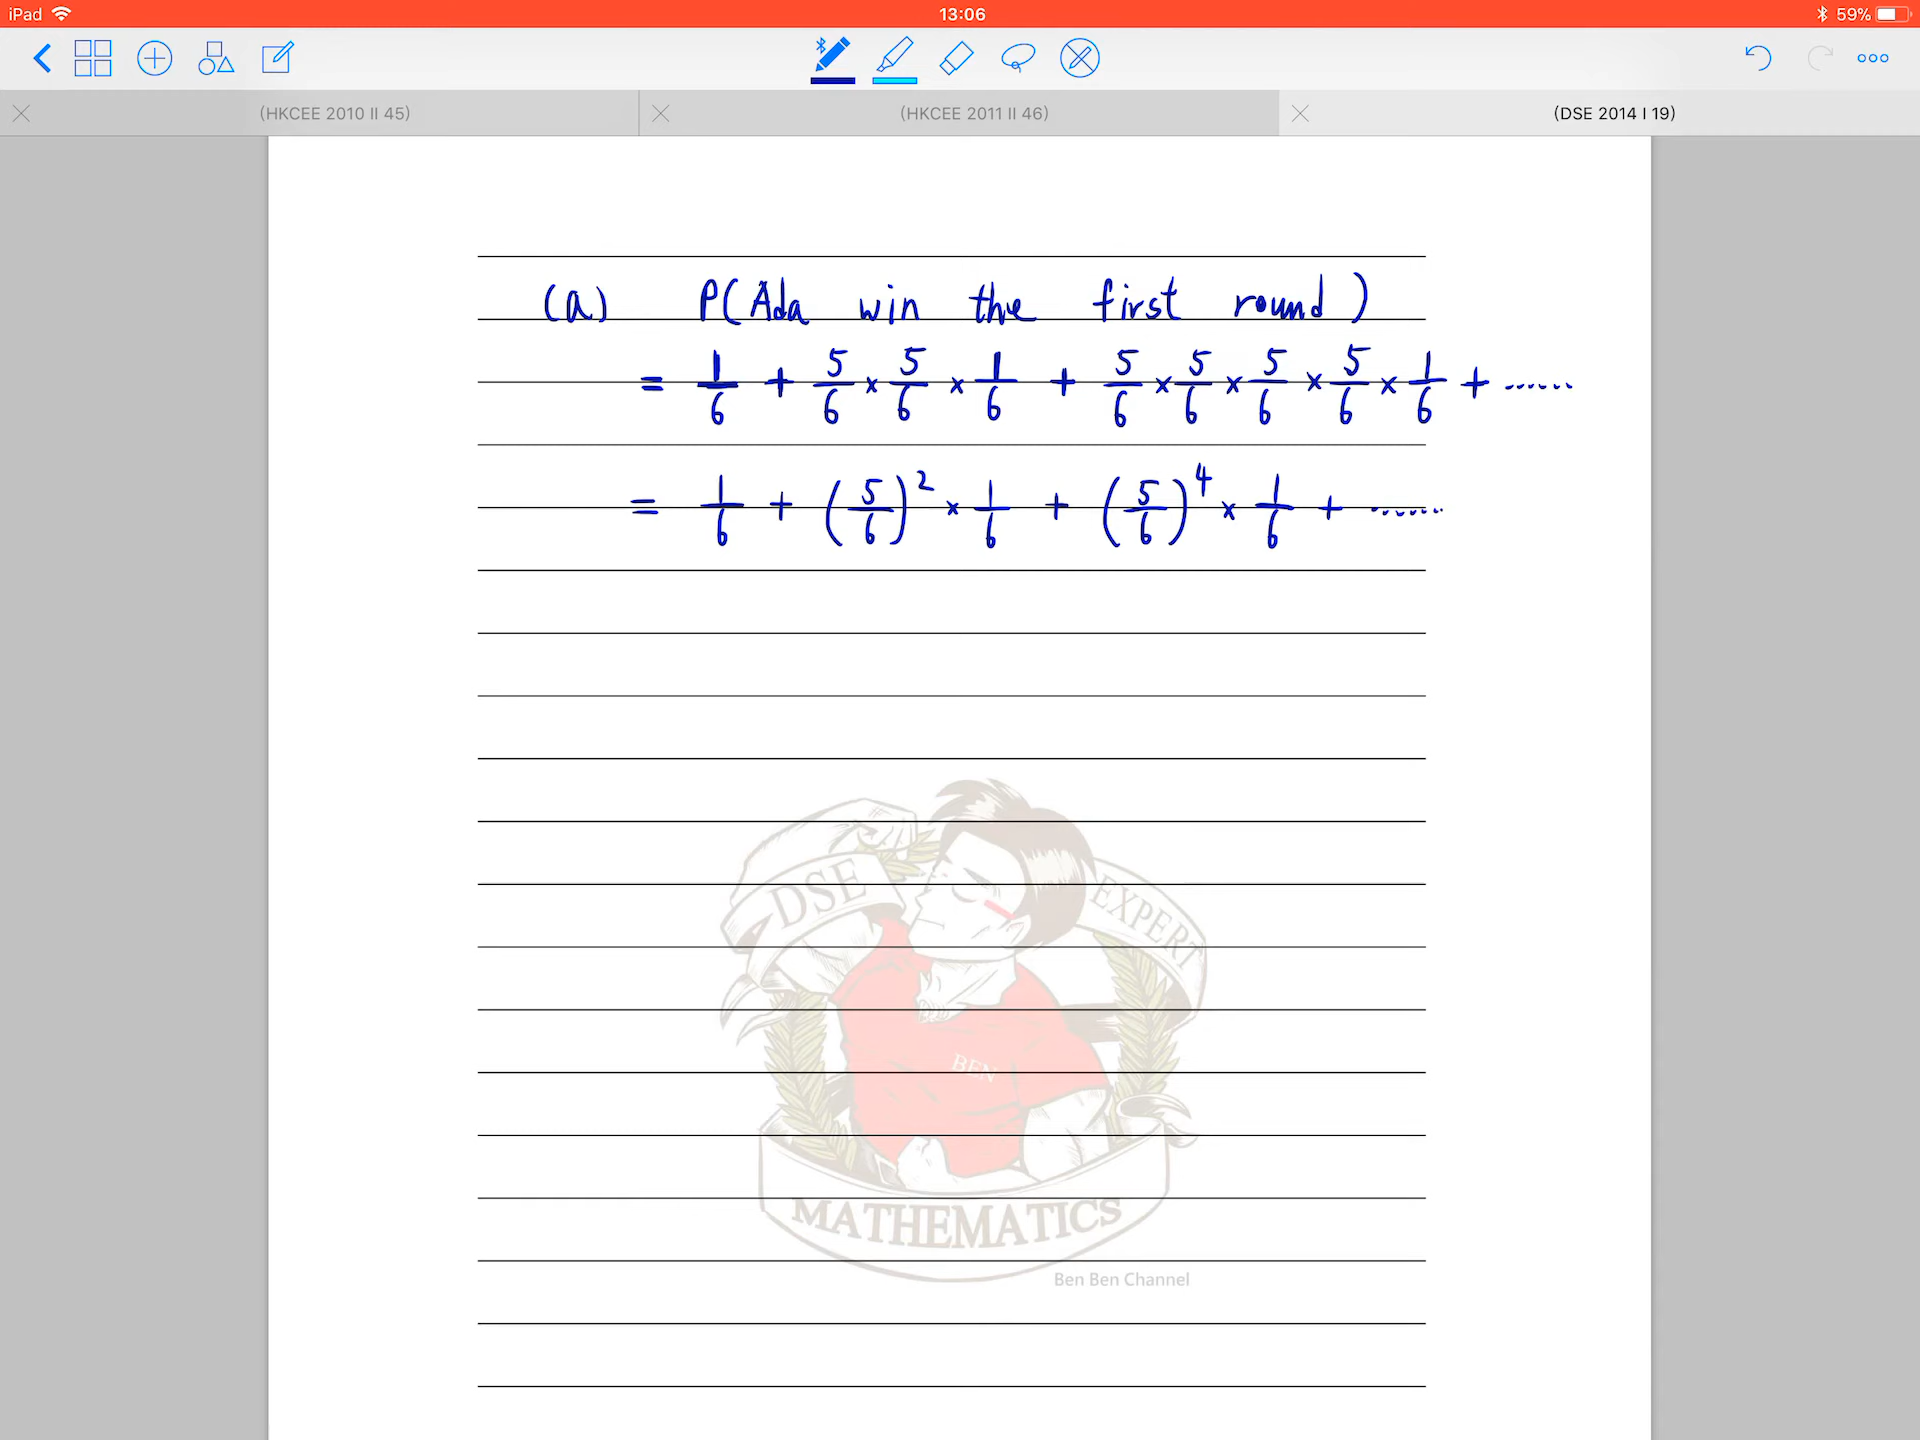 iPad 13:06 59%
(HKCEE 2010 II 45) (HKCEE 2011 II 46) (DSE 2014 I 19)
(a) P(Ada win the first round)
= 1/6 + 5/6 × 5/6 × 1/6 + 5/6 × 5/6 × 5/6 × 5/6 × 1/6 + ......
= 1/6 + (5/6)^2 × 1/6 + (5/6)^4 × 1/6 + ......
DSE EXPERT
BEN
MATHEMATICS
Ben Ben Channel